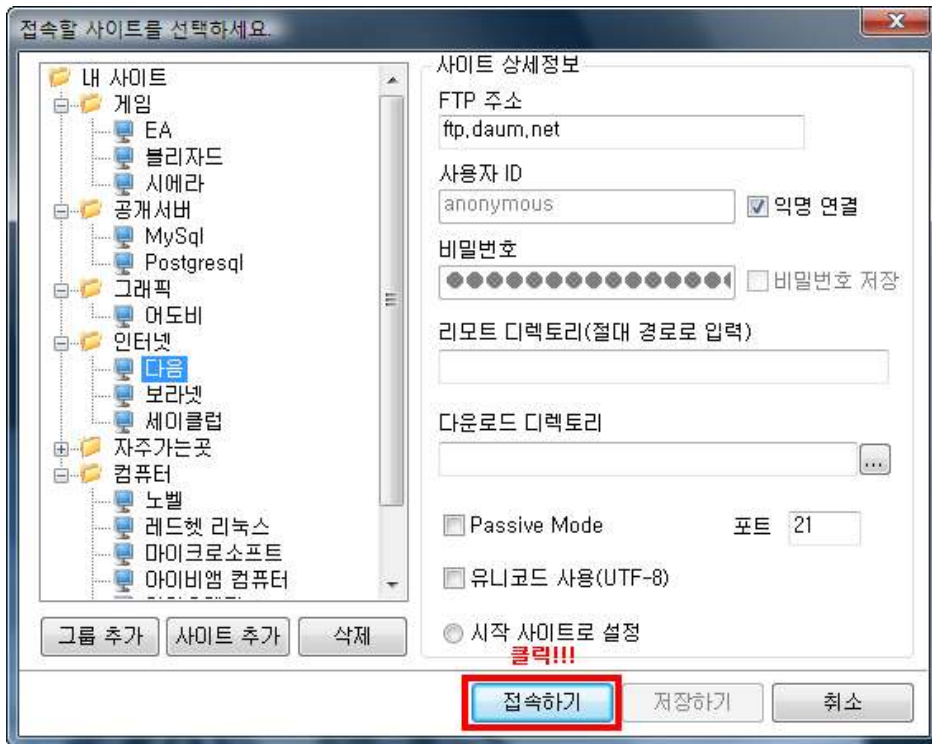 접속할 사이트를 선택하세요.
내 사이트
게임
EA
블리자드
시에라
공개서버
MySql
Postgresql
그래픽
어도비
인터넷
다음
보라넷
세이클럽
자주가는곳
컴퓨터
노벨
레드헷 리눅스
마이크로소프트
아이비앰 컴퓨터
그룹 추가
사이트 추가
삭제
사이트 상세정보
FTP 주소
ftp.daum.net
사용자 ID
anonymous
익명 연결
비밀번호
비밀번호 저장
리모트 디렉토리(절대 경로로 입력)
다운로드 디렉토리
...
Passive Mode
포트 21
유니코드 사용(UTF-8)
시작 사이트로 설정
클릭!!!
접속하기
저장하기
취소